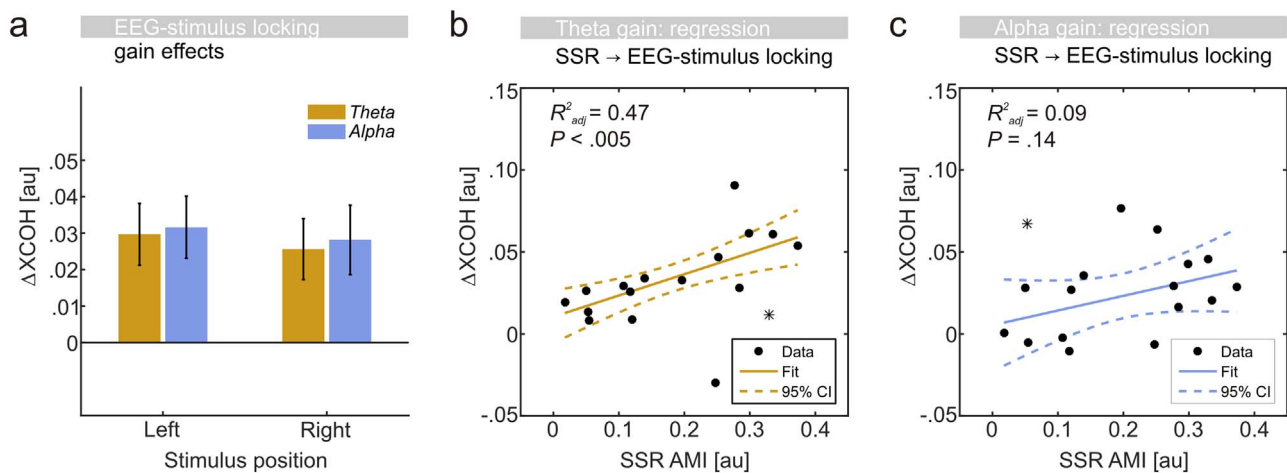 a
EEG-stimulus locking
gain effects
Theta
Alpha
.05
.04
.03
.02
.01
0
ΔXCOH [au]
Left
Right
Stimulus position
b
Theta gain: regression
SSR → EEG-stimulus locking
R²adj = 0.47
P < .005
.15
.10
.05
0
-.05
ΔXCOH [au]
Data
Fit
95% CI
0 0.1 0.2 0.3 0.4
SSR AMI [au]
c
Alpha gain: regression
SSR → EEG-stimulus locking
R²adj = 0.09
P = .14
.15
.10
.05
0
-.05
ΔXCOH [au]
Data
Fit
95% CI
0 0.1 0.2 0.3 0.4
SSR AMI [au]